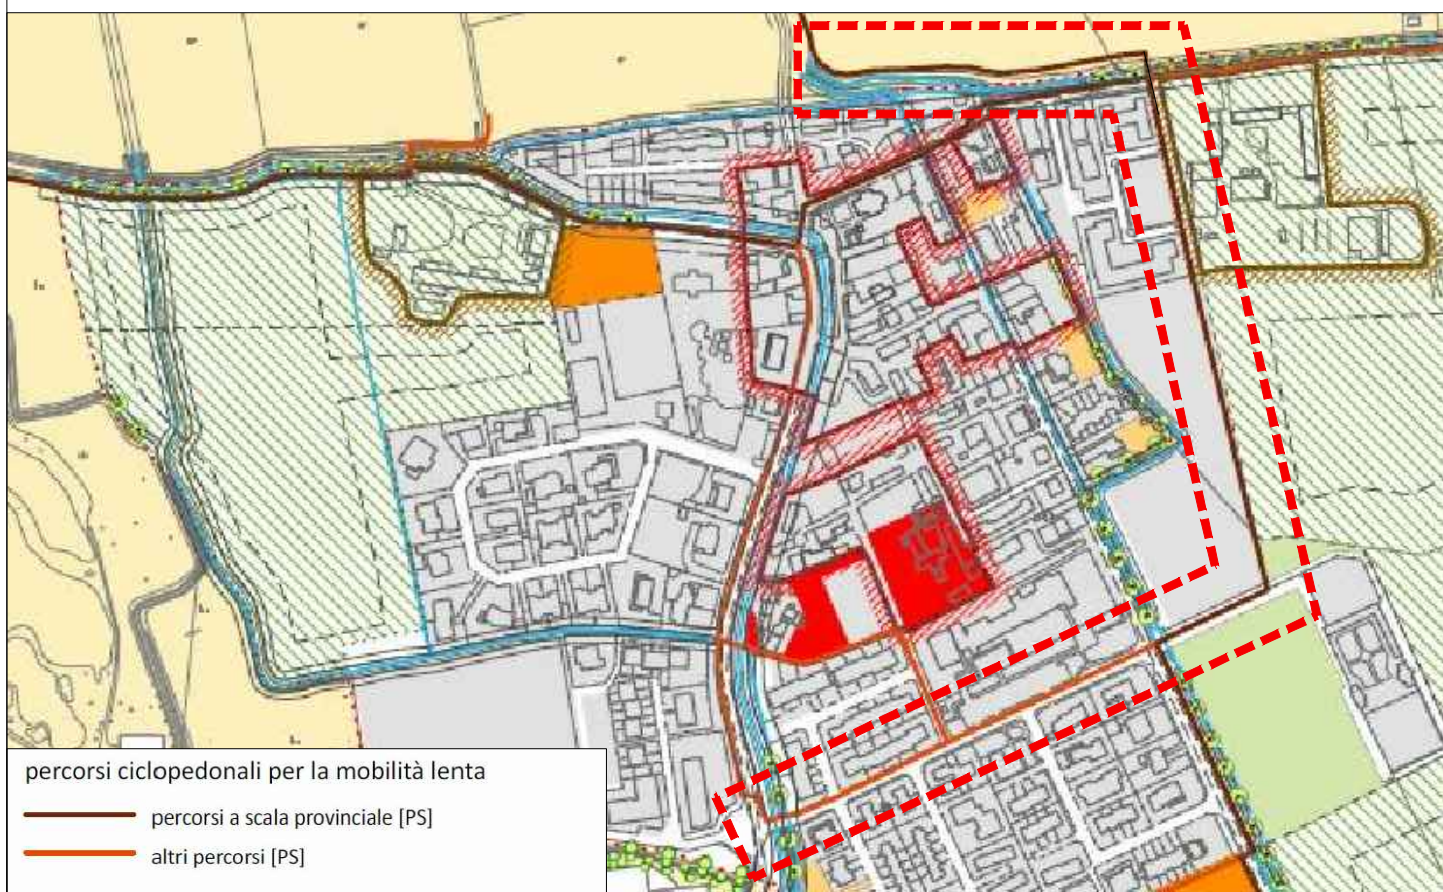 percorsi ciclopedonali per la mobilità lenta
percorsi a scala provinciale [PS]
altri percorsi [PS]